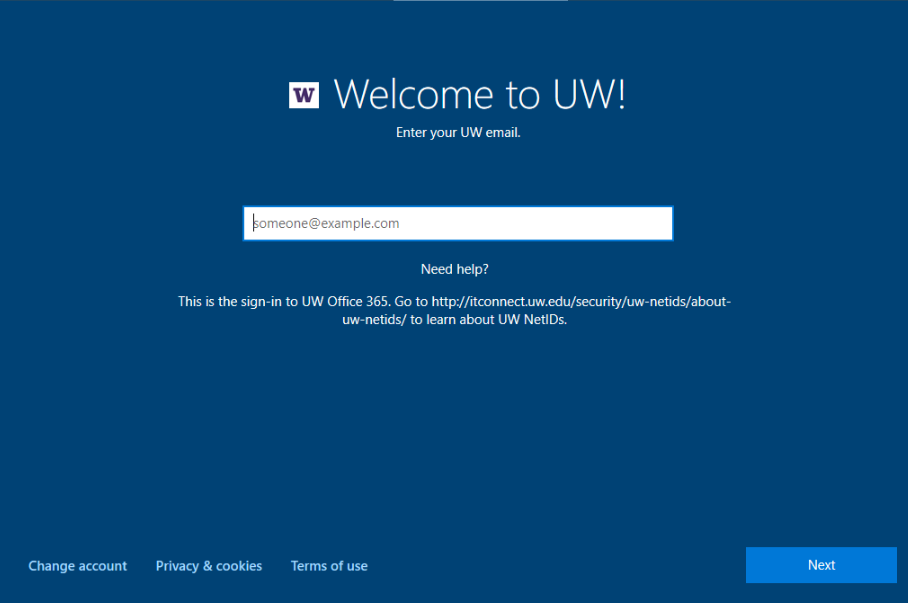 W Welcome to UW!
Enter your UW email.
someone@example.com
Need help?
This is the sign-in to UW Office 365. Go to http://itconnect.uw.edu/security/uw-netids/about-
uw-netids/ to learn about UW NetIDs.
Change account Privacy & cookies Terms of use Next